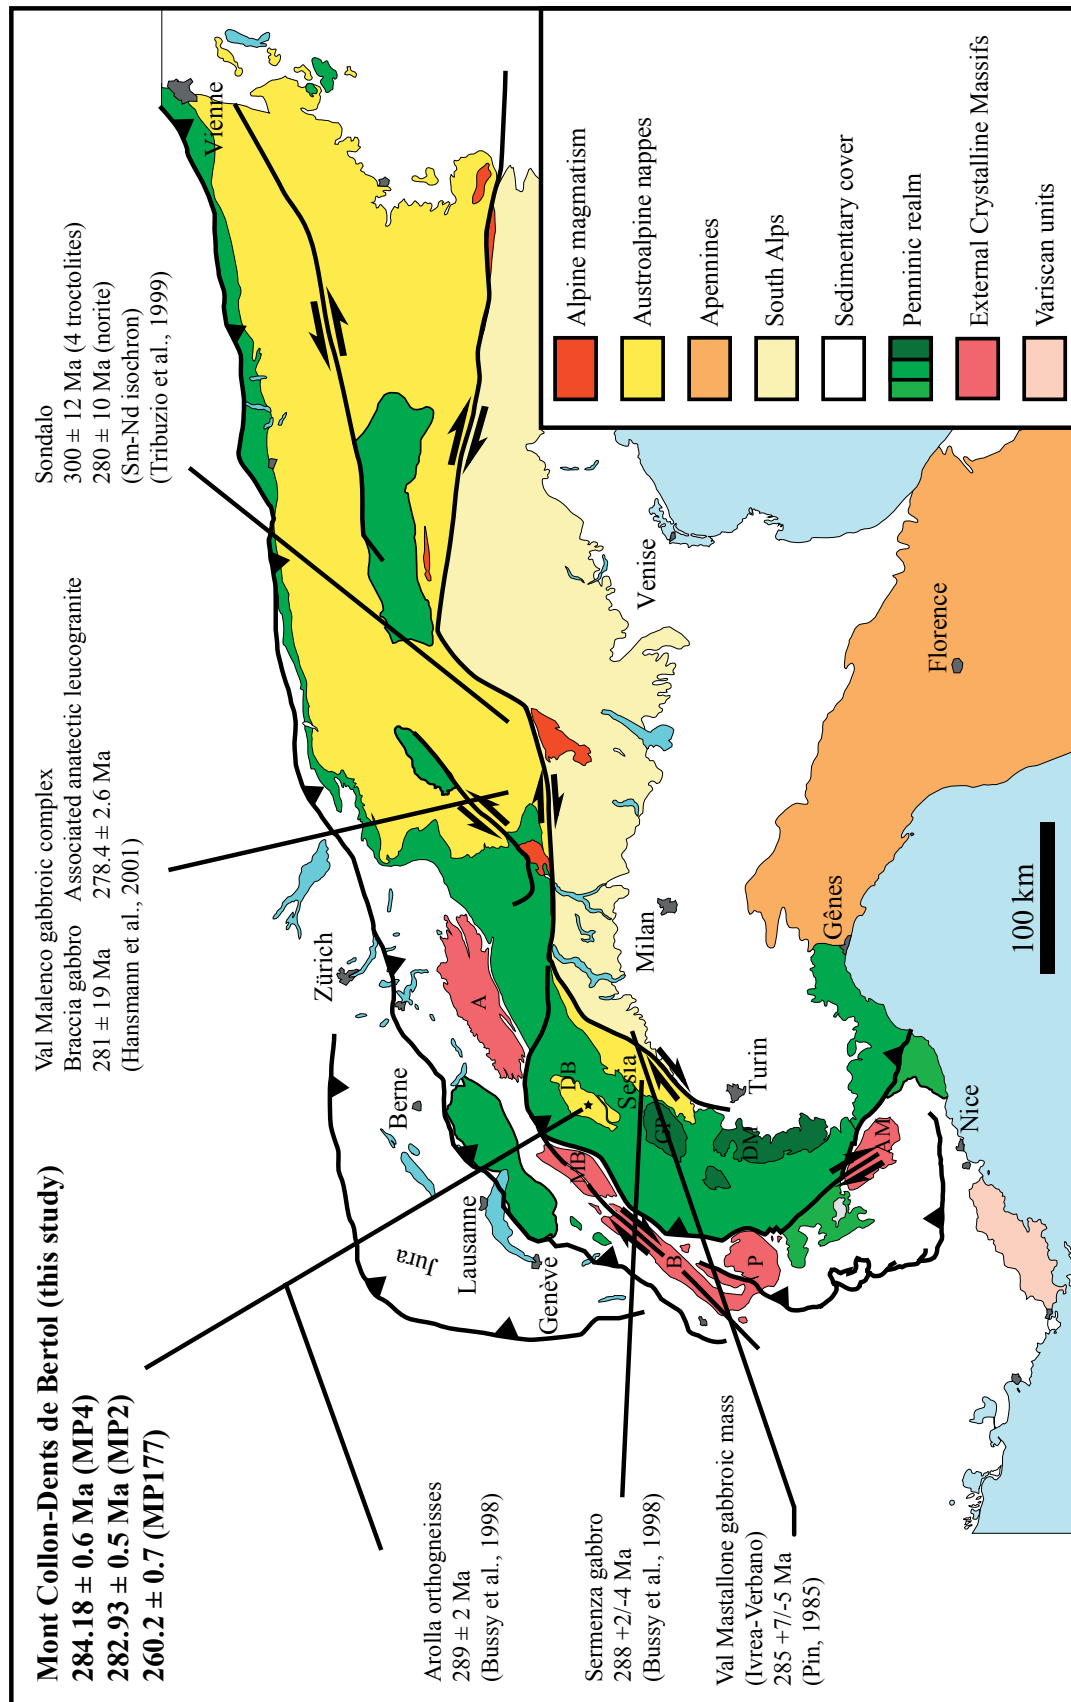 Mont Collon-Dents de Bertol (this study)
284.18 ± 0.6 Ma (MP4)
282.93 ± 0.5 Ma (MP2)
260.2 ± 0.7 (MP177)
Val Malenco gabbroic complex
Braccia gabbro Associated anatectic leucogranite
281 ± 19 Ma 278.4 ± 2.6 Ma
(Hansmann et al., 2001)
Sondalo
300 ± 12 Ma (4 troctolites)
280 ± 10 Ma (norite)
(Sm-Nd isochron)
(Tribuzio et al., 1999)
Arolla orthogneisses
289 ± 2 Ma
(Bussy et al., 1998)
Sermenza gabbro
288 +2/-4 Ma
(Bussy et al., 1998)
Val Mastallone gabbroic mass
(Ivrea-Verbano)
285 +7/-5 Ma
(Pin, 1985)
Vienne
Zürich
Berne
Jura
Lausanne
Genève
A
DB
MB
Sesia
GP
B
P
DM
AM
Turin
Milan
Venise
Gênes
Florence
Nice
100 km
Alpine magmatism
Austroalpine nappes
Apennines
South Alps
Sedimentary cover
Penninic realm
External Crystalline Massifs
Variscan units